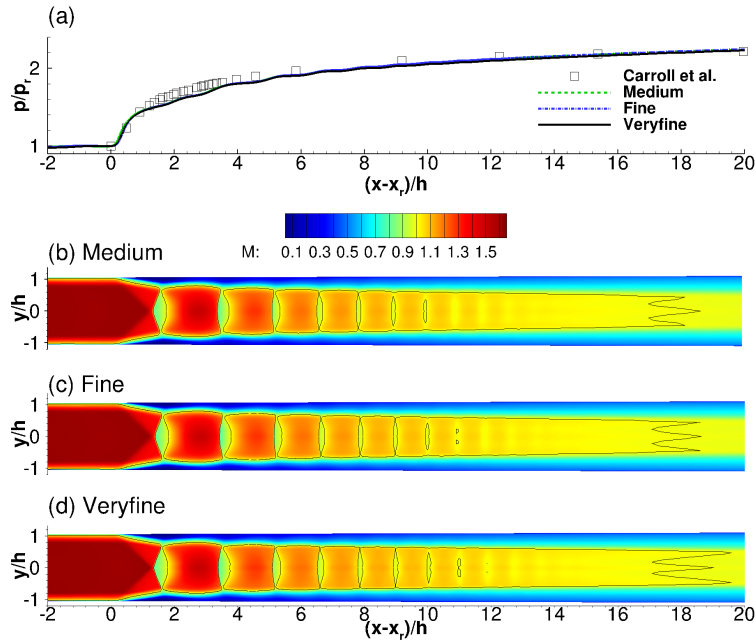 (a)
p/pr
2
1
Carroll et al.
Medium
Fine
Veryfine
-2 0 2 4 6 8 10 12 14 16 18 20
(x-xr)/h
M: 0.1 0.3 0.5 0.7 0.9 1.1 1.3 1.5
(b) Medium
y/h
1
0
-1
(c) Fine
y/h
1
0
-1
(d) Veryfine
y/h
1
0
-1
-2 0 2 4 6 8 10 12 14 16 18 20
(x-xr)/h